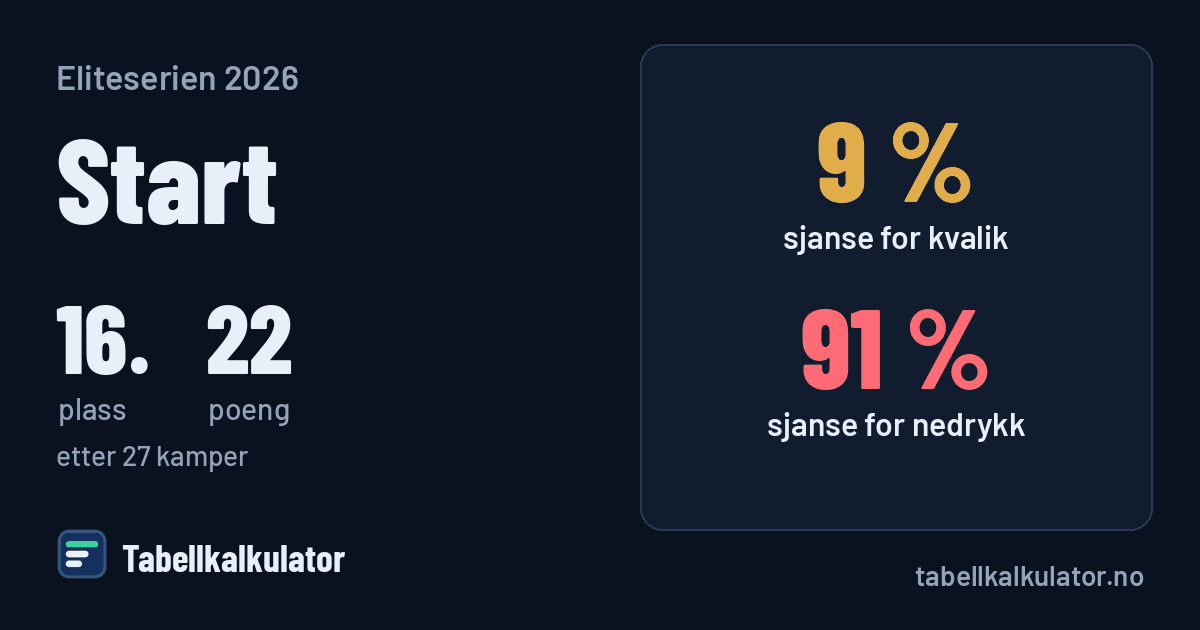 Eliteserien 2026
Start
16. 22
plass poeng
etter 27 kamper
Tabellkalkulator
9 %
sjanse for kvalik
91 %
sjanse for nedrykk
tabellkalkulator.no